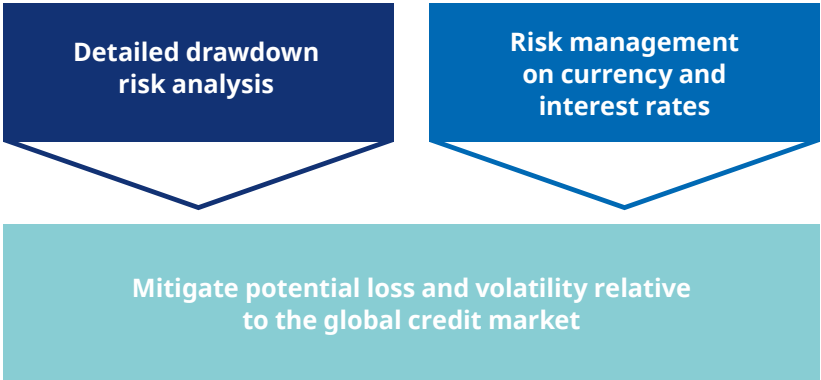 Detailed drawdown
risk analysis
Risk management
on currency and
interest rates
Mitigate potential loss and volatility relative
to the global credit market